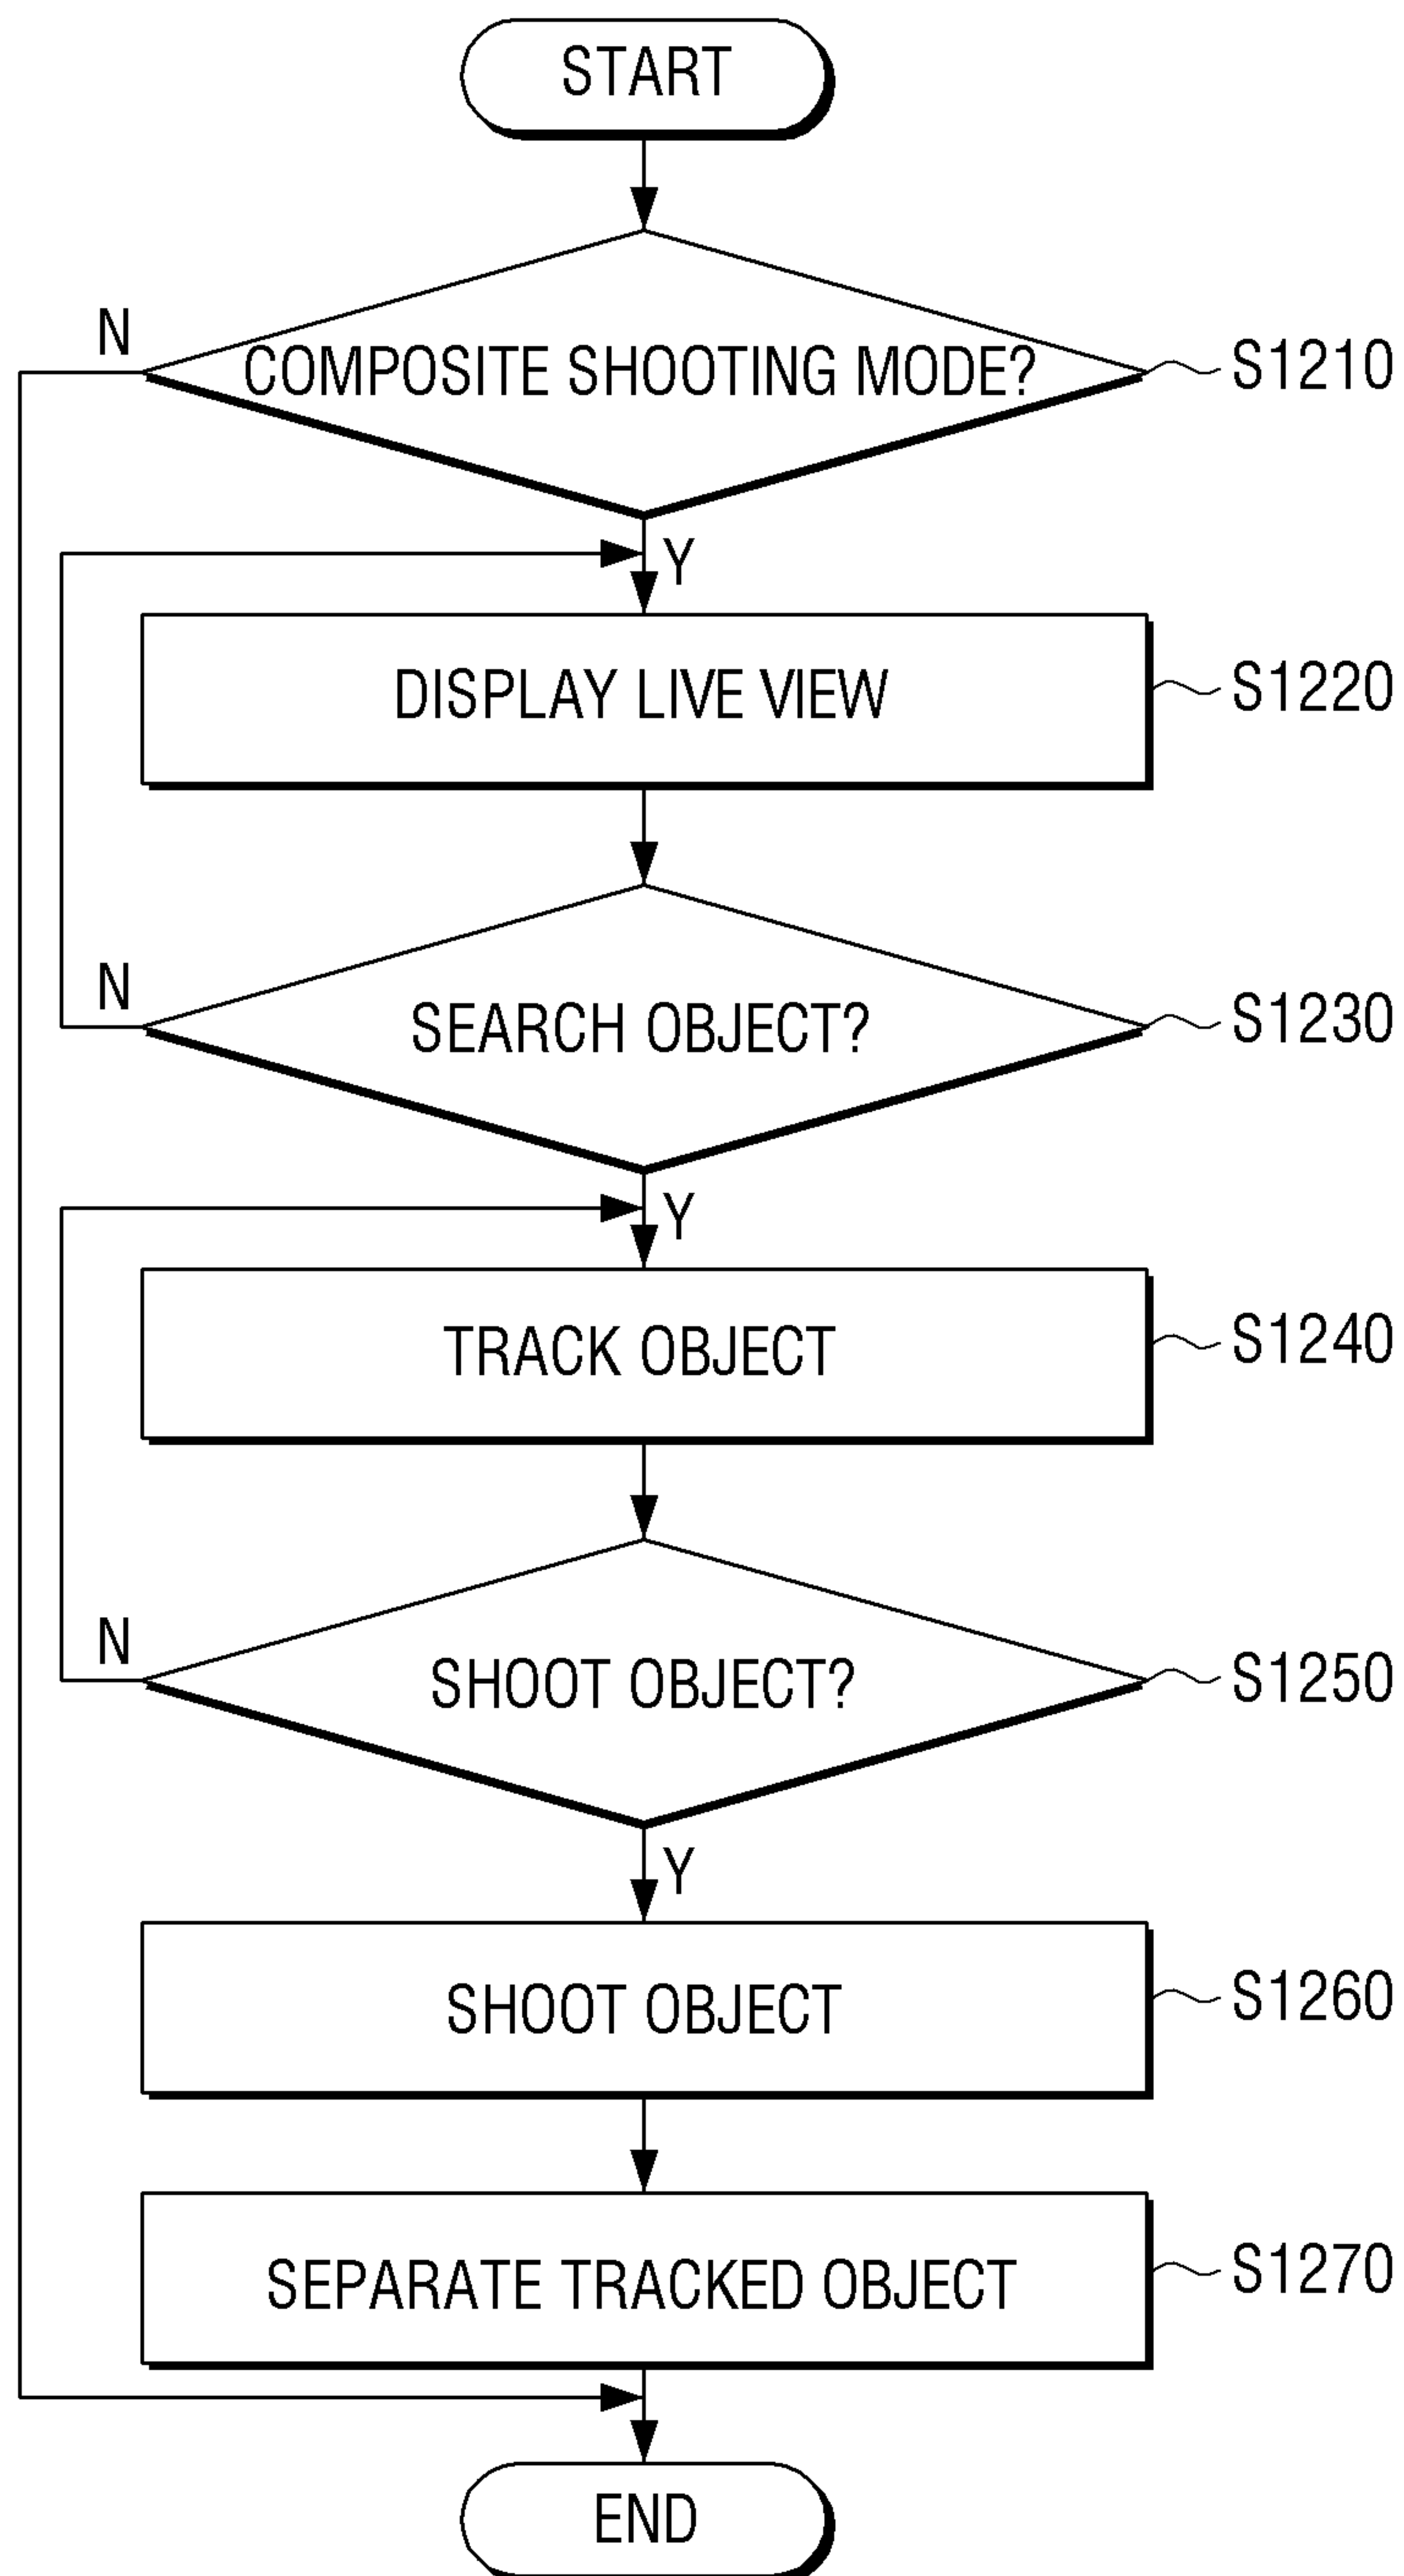 START
N
COMPOSITE SHOOTING MODE?
S1210
Y
DISPLAY LIVE VIEW
S1220
N
SEARCH OBJECT?
S1230
Y
TRACK OBJECT
S1240
N
SHOOT OBJECT?
S1250
Y
SHOOT OBJECT
S1260
SEPARATE TRACKED OBJECT
S1270
END